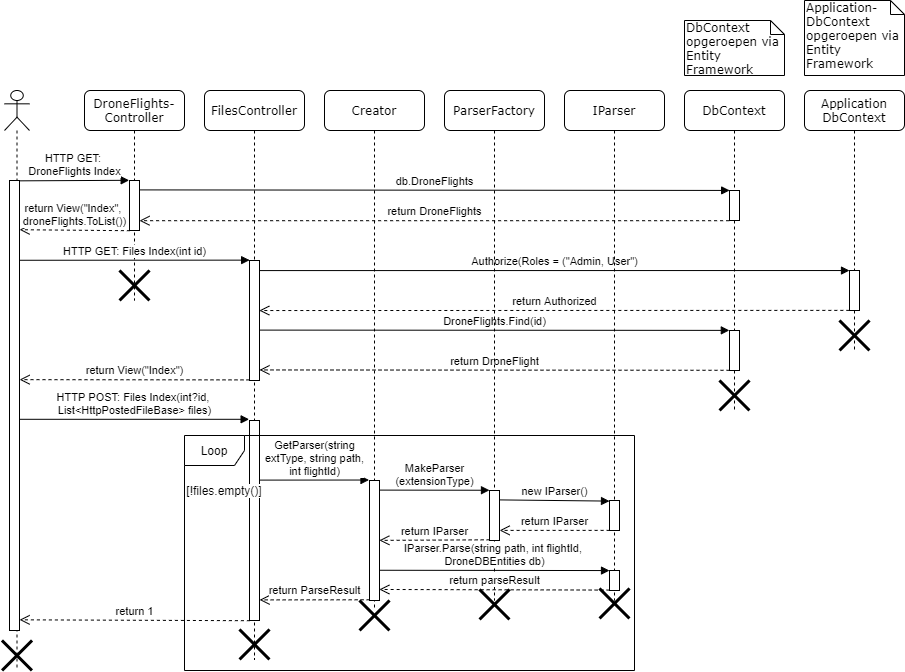 DbContext
opgeroepen via
Entity
Framework
Application-
DbContext
opgeroepen via
Entity
Framework
DroneFlights-
Controller
FilesController
Creator
ParserFactory
IParser
DbContext
Application
DbContext
HTTP GET:
DroneFlights Index
db.DroneFlights
return View("Index",
droneFlights.ToList())
return DroneFlights
HTTP GET: Files Index(int id)
Authorize(Roles = ("Admin, User")
return Authorized
DroneFlights.Find(id)
return DroneFlight
return View("Index")
HTTP POST: Files Index(int?id,
List<HttpPostedFileBase> files)
Loop
GetParser(string
extType, string path,
int flightId)
[!files.empty()]
MakeParser
(extensionType)
new IParser()
return IParser
return IParser
IParser.Parse(string path, int flightId,
DroneDBEntities db)
return parseResult
return ParseResult
return 1